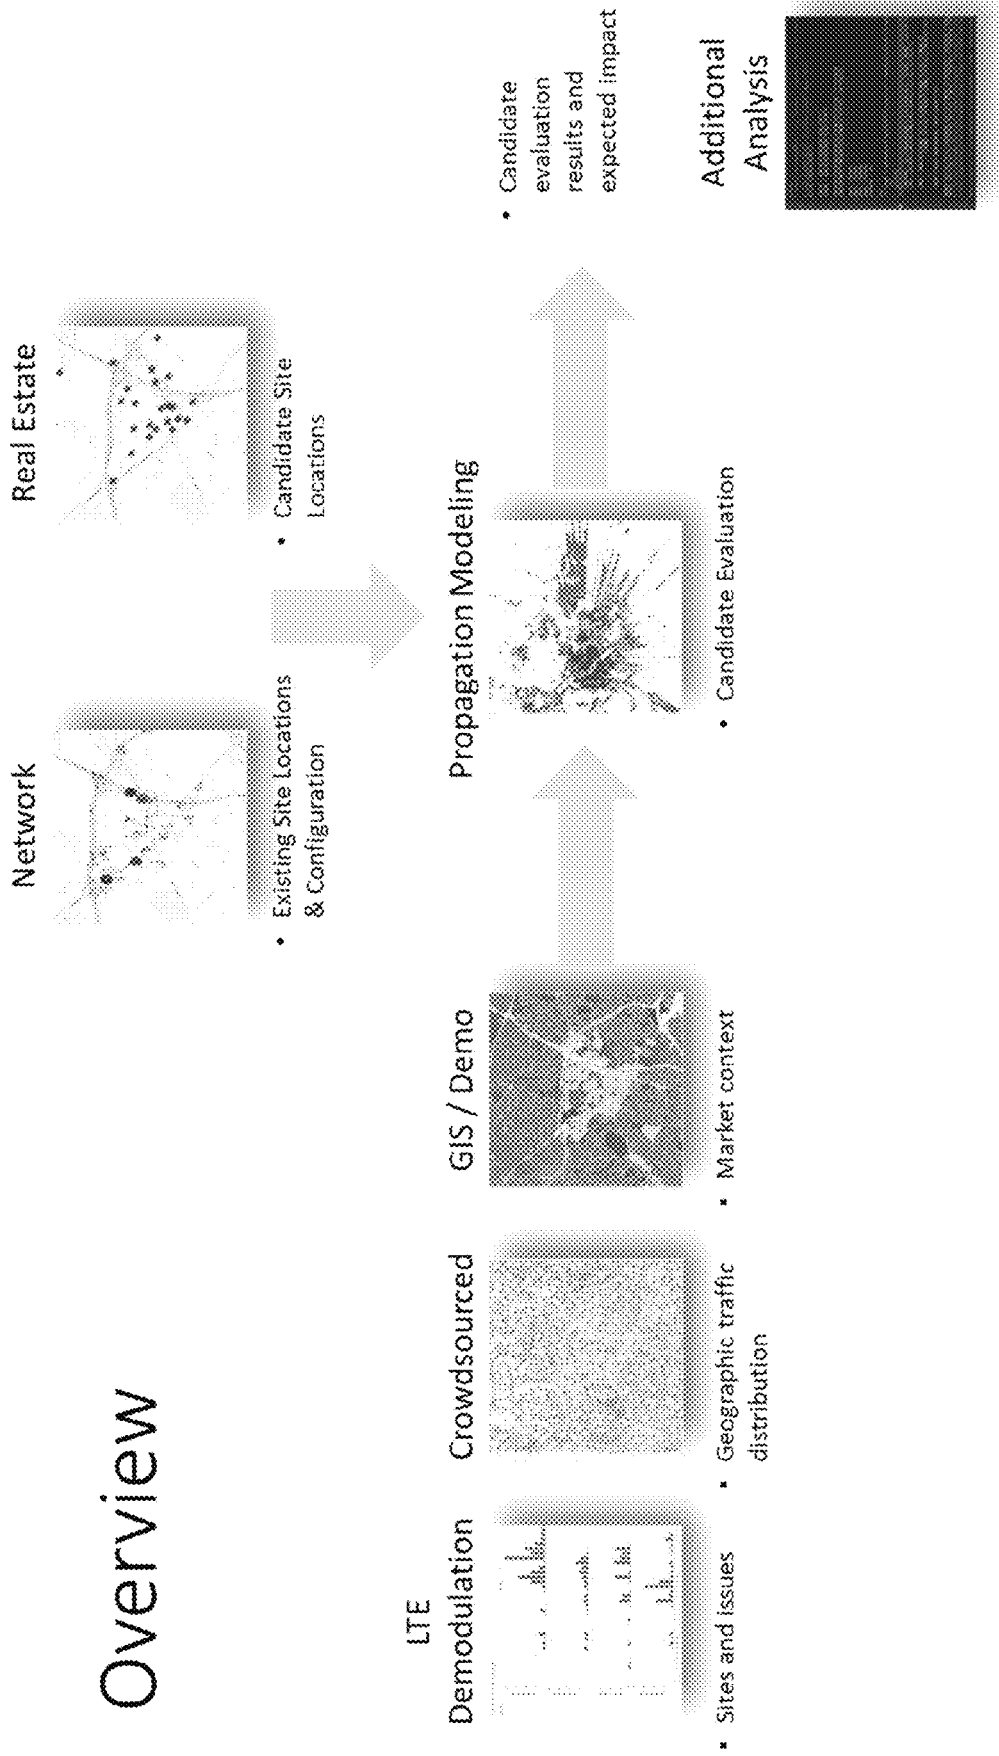 Overview
Network
• Existing Site Locations
& Configuration
Real Estate
• Candidate Site
Locations
LTE
Demodulation
• Sites and issues
Crowdsourced
• Geographic traffic
distribution
GIS / Demo
• Market context
Propagation Modeling
• Candidate Evaluation
• Candidate
evaluation
results and
expected impact
Additional
Analysis